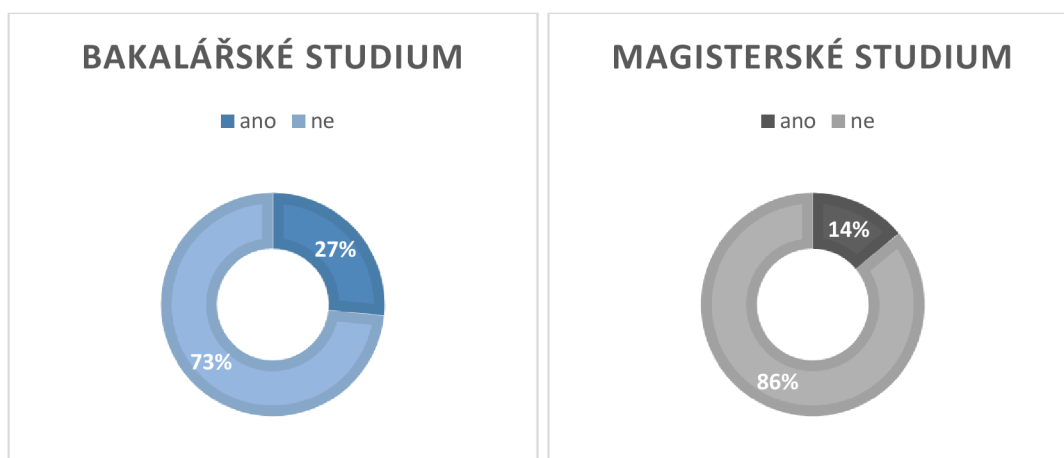 BAKALÁŘSKÉ STUDIUM
ano ne
27%
73%
MAGISTERSKÉ STUDIUM
ano ne
14%
86%